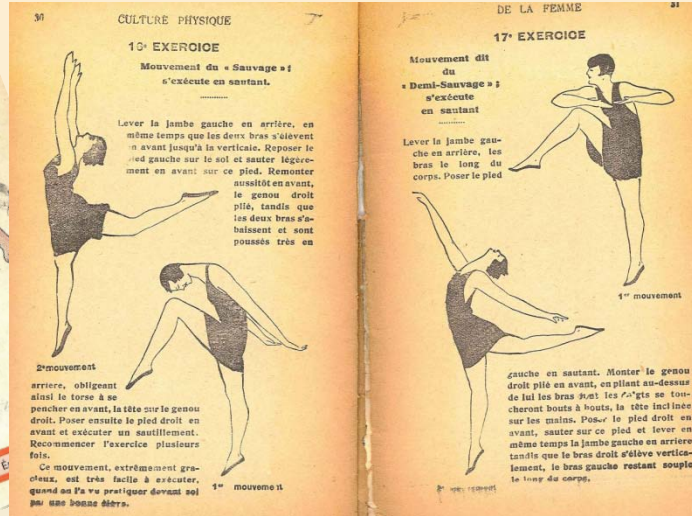 30 CULTURE PHYSIQUE
16e EXERCICE
Mouvement du « Sauvage » ;
s'exécute en sautant.
Lever la jambe gauche en arrière, en
même temps que les deux bras s'élèvent
en avant jusqu'à la verticale. Reposer le
pied gauche sur le sol et sauter légère-
ment en avant sur ce pied. Remonter
aussitôt en avant,
le genou droit
plié, tandis que
les deux bras s'a-
baissent et sont
poussés très en
2e mouvement
arrière, obligeant
ainsi le torse à se
pencher en avant, la tête sur le genou
droit. Poser ensuite le pied droit en
avant et exécuter un sautillement.
Recommencer l'exercice plusieurs
fois.
Ce mouvement, extrêmement gra-
cieux, est très facile à exécuter,
quand on l'a vu pratiquer devant soi
par une bonne élève.
1er mouvement
DE LA FEMME 31
17e EXERCICE
Mouvement dit
du
« Demi-Sauvage » ;
s'exécute
en sautant
Lever la jambe gau-
che en arrière, les
bras le long du
corps. Poser le pied
1er mouvement
gauche en sautant. Monter le genou
droit plié en avant, en pliant au-dessus
de lui les bras dont les doigts se tou-
cheront bouts à bouts, la tête inclinée
sur les mains. Poser le pied droit en
avant, sauter sur ce pied et lever en
même temps la jambe gauche en arrière
tandis que le bras droit s'élève vertica-
lement, le bras gauche restant souple
le long du corps.